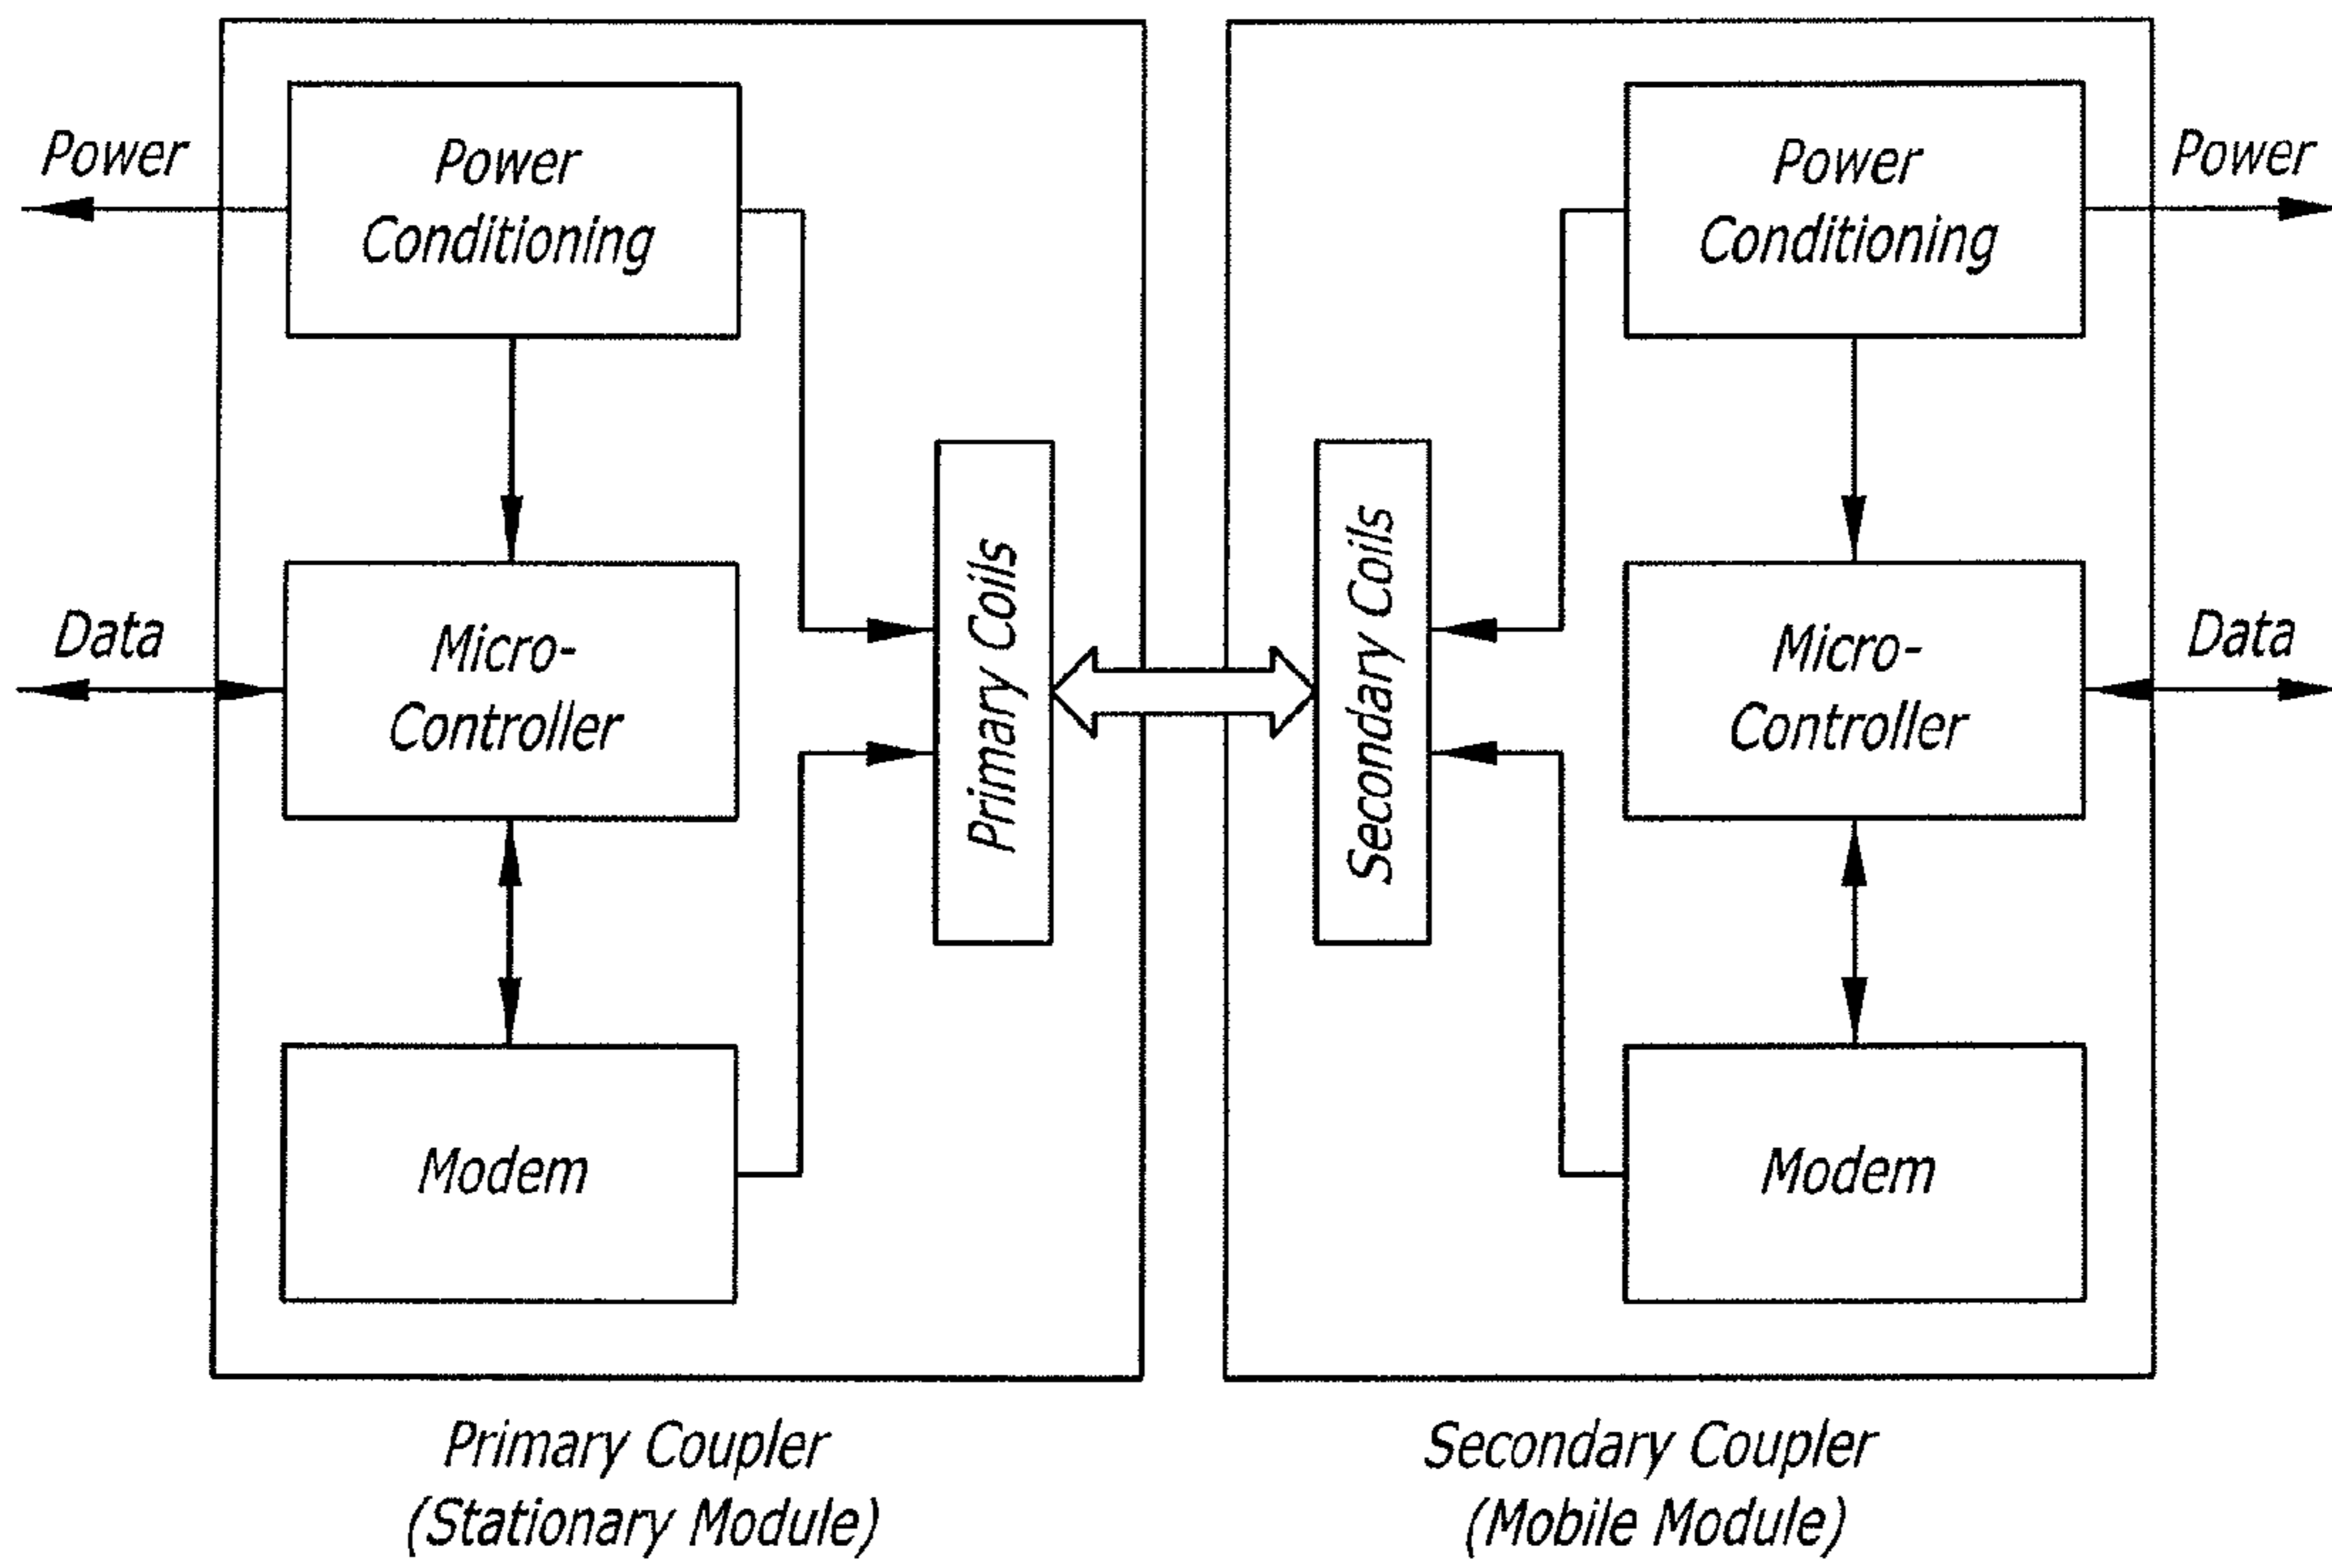 Power
Power
Conditioning
Data
Micro-
Controller
Modem
Primary Coils
Primary Coupler
(Stationary Module)
Secondary Coils
Power
Conditioning
Power
Micro-
Controller
Data
Modem
Secondary Coupler
(Mobile Module)